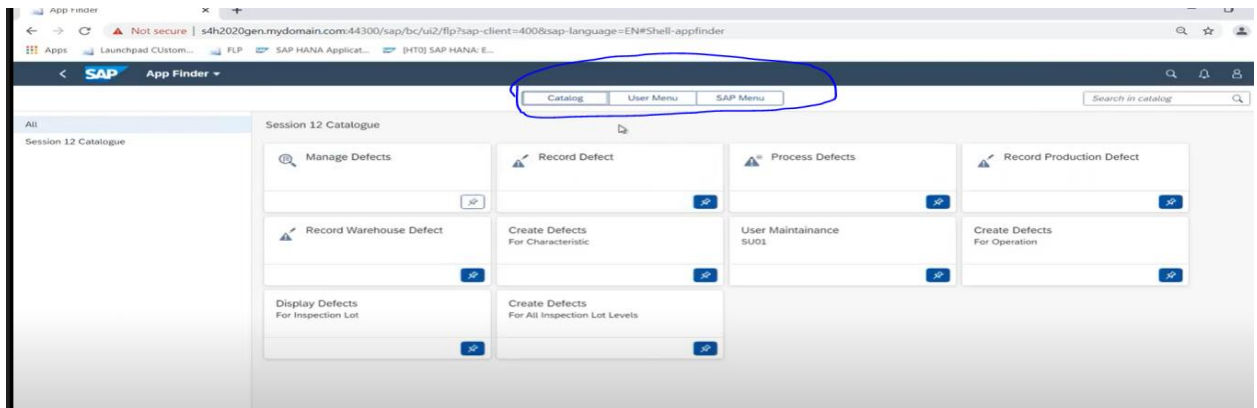 App Finder
Not secure | s4h2020gen.mydomain.com:44300/sap/bc/ui2/flp?sap-client=400&sap-language=EN#Shell-appfinder
Apps Launchpad CUstom... FLP SAP HANA Applicat... [HT0] SAP HANA: E...
SAP App Finder
Catalog User Menu SAP Menu Search in catalog
All Session 12 Catalogue
Session 12 Catalogue
Manage Defects Record Defect Process Defects Record Production Defect
Record Warehouse Defect Create Defects User Maintainance Create Defects
For Characteristic SU01 For Operation
Display Defects Create Defects
For Inspection Lot For All Inspection Lot Levels